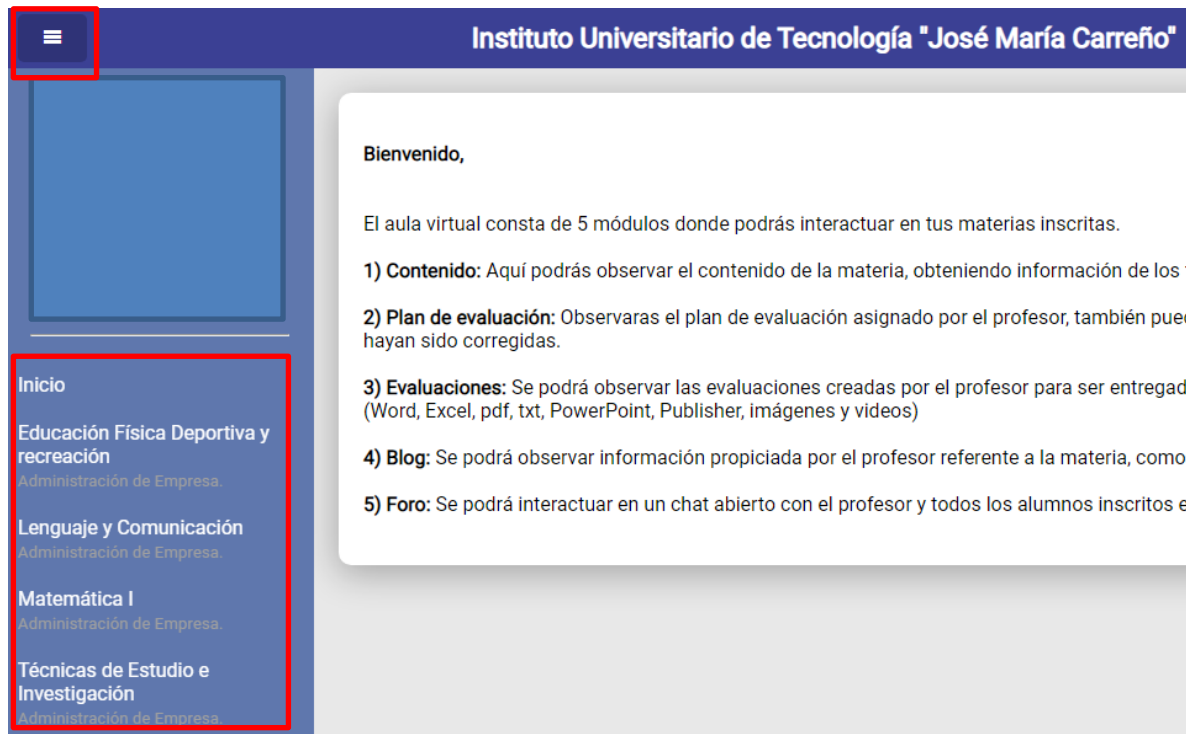 Instituto Universitario de Tecnología "José María Carreño"
Bienvenido,
El aula virtual consta de 5 módulos donde podrás interactuar en tus materias inscritas.
1) Contenido: Aquí podrás observar el contenido de la materia, obteniendo información de los
2) Plan de evaluación: Observaras el plan de evaluación asignado por el profesor, también
hayan sido corregidas.
3) Evaluaciones: Se podrá observar las evaluaciones creadas por el profesor para ser
(Word, Excel, pdf, txt, PowerPoint, Publisher, imágenes y videos)
4) Blog: Se podrá observar información propiciada por el profesor referente a la materia, como
5) Foro: Se podrá interactuar en un chat abierto con el profesor y todos los alumnos inscritos
Inicio
Educación Física Deportiva y
recreación
Administración de Empresa.
Lenguaje y Comunicación
Administración de Empresa.
Matemática I
Administración de Empresa.
Técnicas de Estudio e
Investigación
Administración de Empresa.